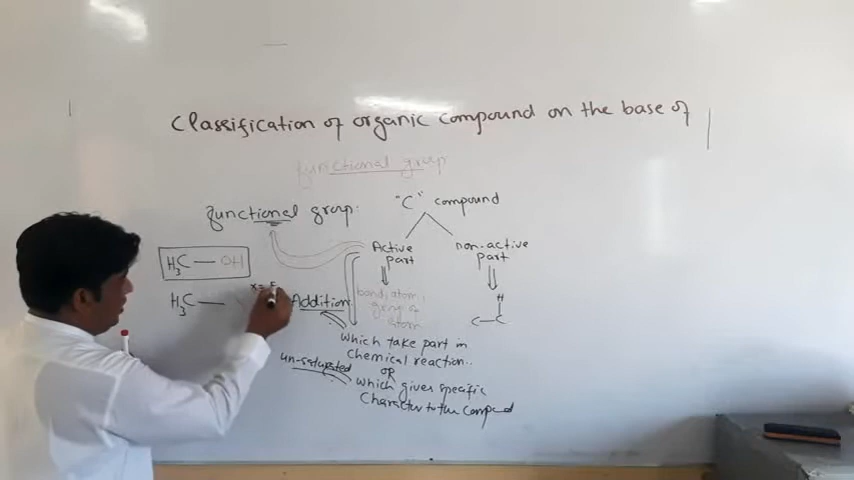 Classification of organic compound on the base of
functional group
functional group:
"C" compound
Active
part
non-active
part
H₃C — OH
bond, atom,
group of
atom
H
C — C
x = F
H₃C —
Addition
which take part in
chemical reaction..
or
un-saturated
which gives specific
Character to the compod